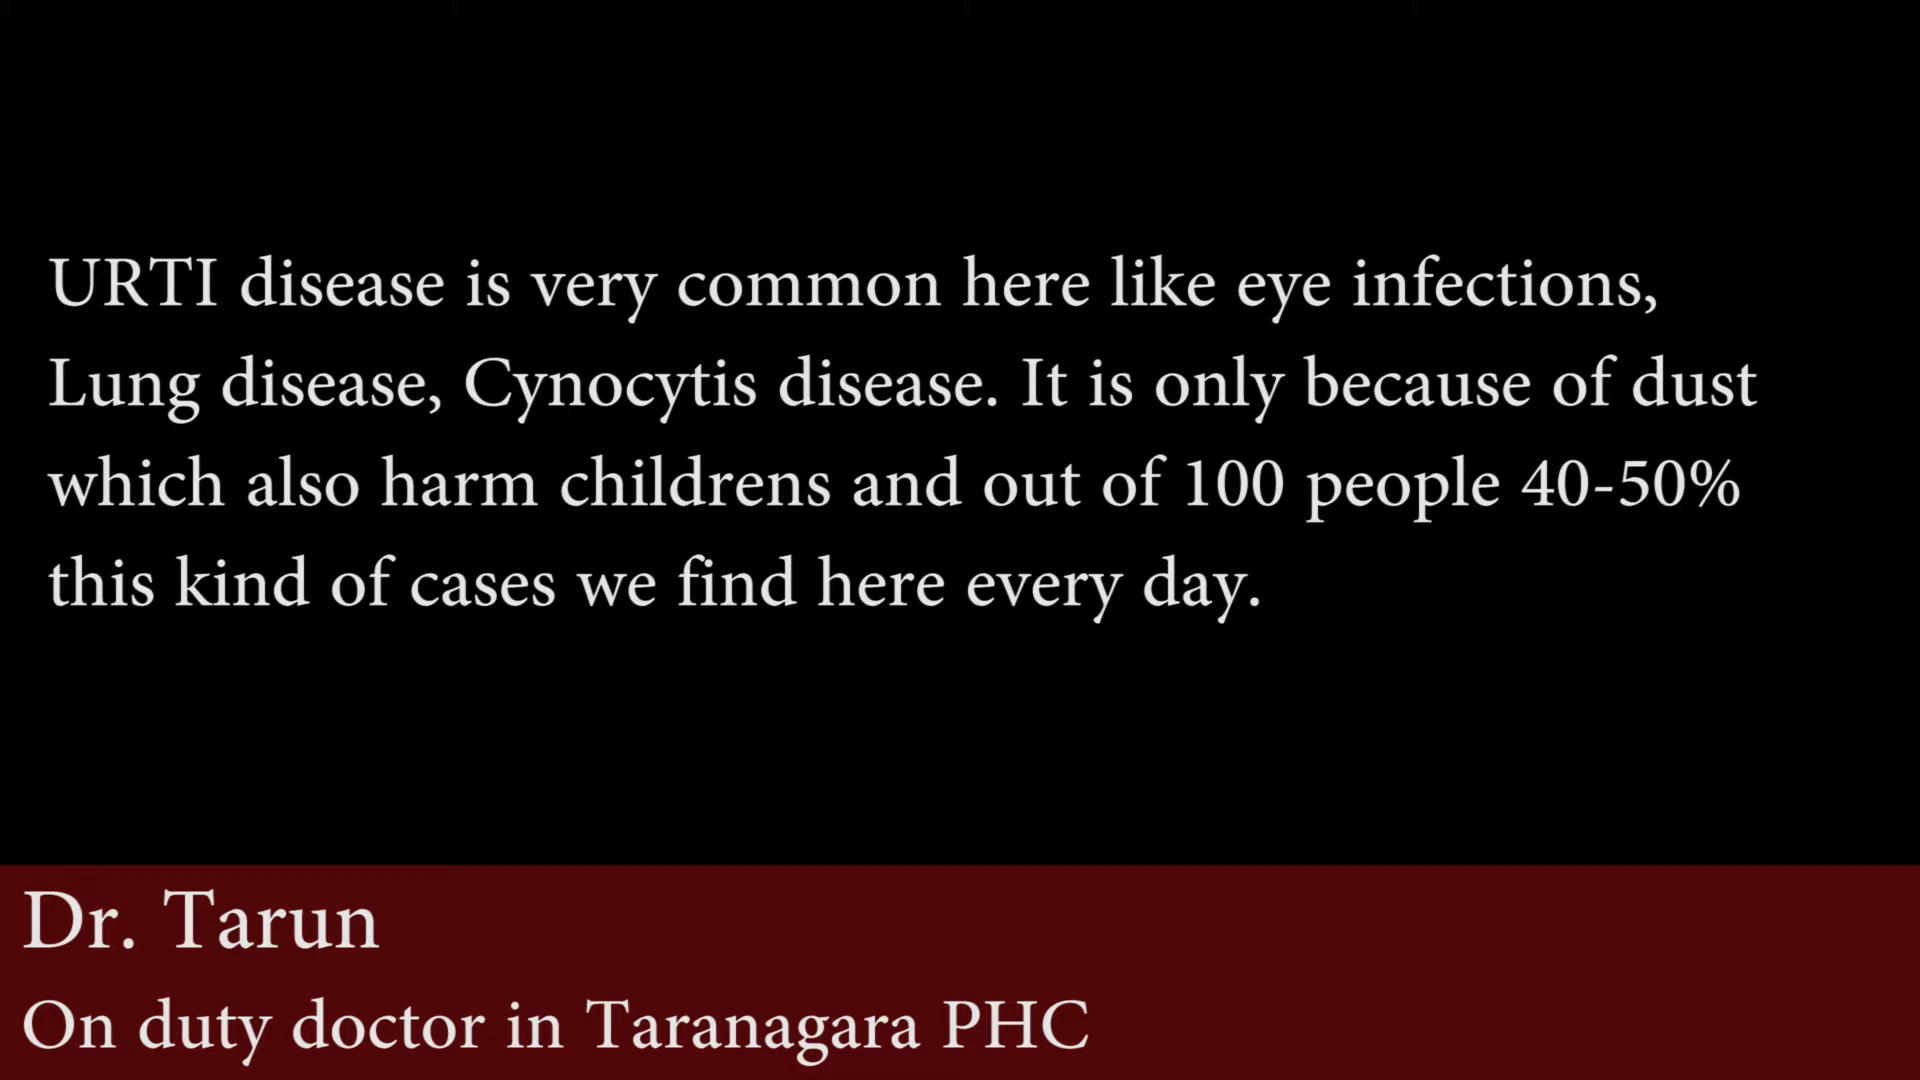 URTI disease is very common here like eye infections,
Lung disease, Cynocytis disease. It is only because of dust
which also harm childrens and out of 100 people 40-50%
this kind of cases we find here every day.
Dr. Tarun
On duty doctor in Taranagara PHC